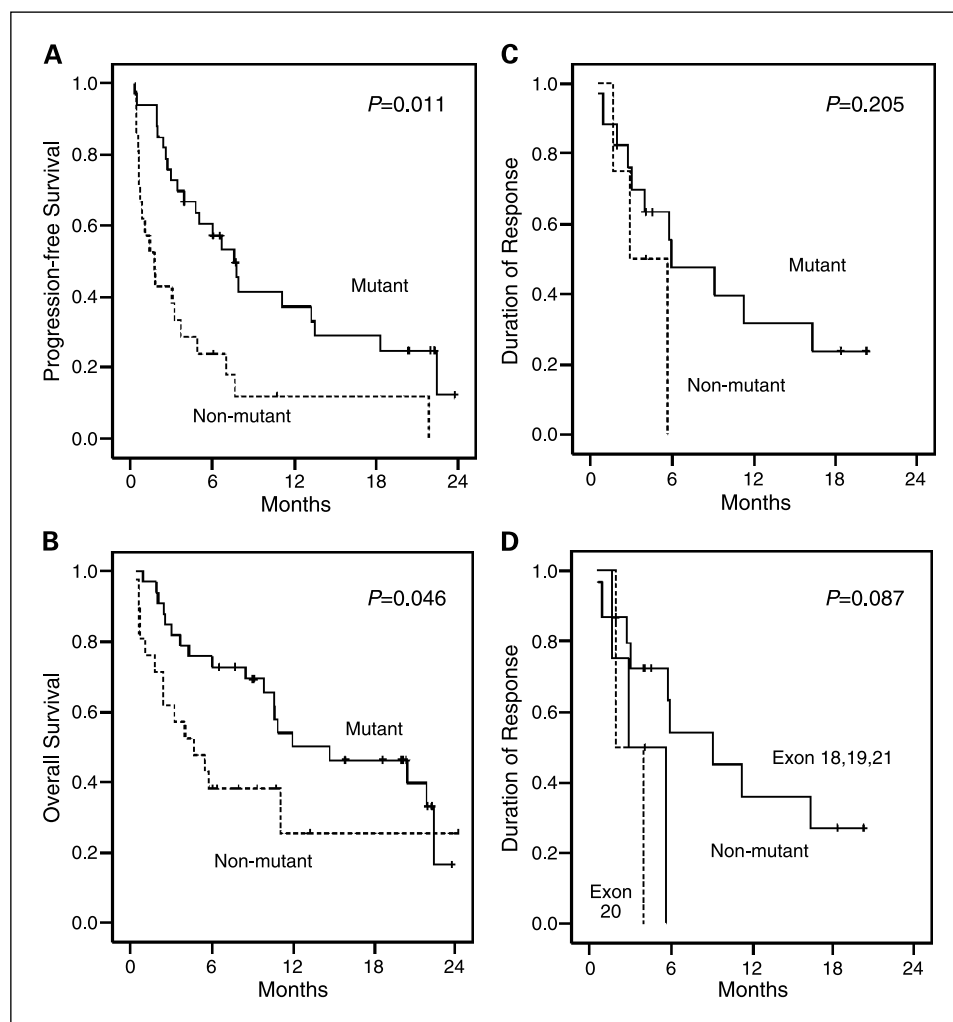 A
P=0.011
Progression-free Survival
1.0
0.8
0.6
0.4
0.2
0.0
Mutant
Non-mutant
0 6 12 18 24
Months
B
P=0.046
Overall Survival
1.0
0.8
0.6
0.4
0.2
0.0
Mutant
Non-mutant
0 6 12 18 24
Months
C
P=0.205
Duration of Response
1.0
0.8
0.6
0.4
0.2
0.0
Mutant
Non-mutant
0 6 12 18 24
Months
D
P=0.087
Duration of Response
1.0
0.8
0.6
0.4
0.2
0.0
Exon 18,19,21
Non-mutant
Exon
20
0 6 12 18 24
Months